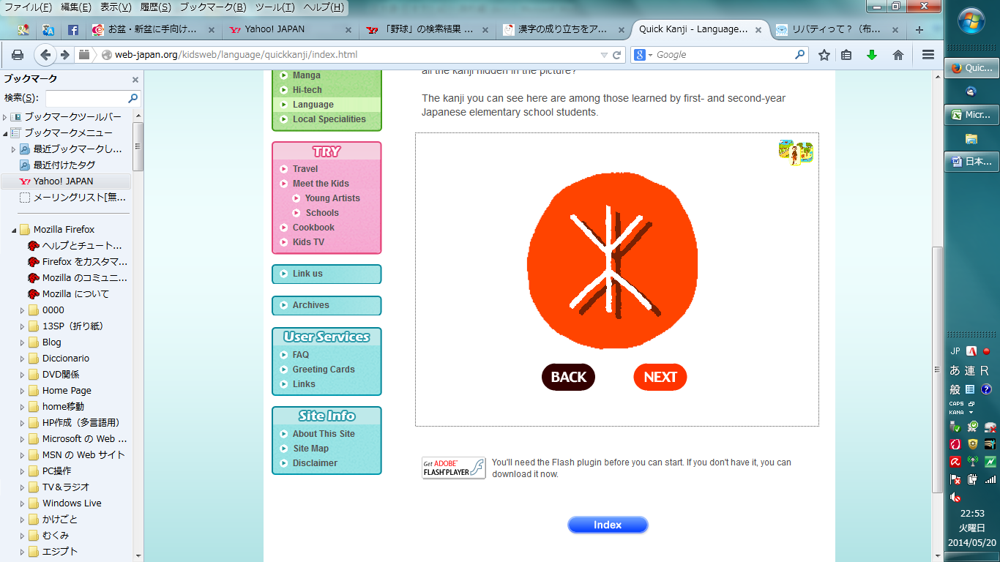 ファイル(F) 編集(E) 表示(V) 履歴(S) ブックマーク(B) ツール(T) ヘルプ(H)
お盆・新盆に手向け... Yahoo! JAPAN 「野球」の検索結果 ... 漢字の成り立ちをア... Quick Kanji - Language... リバティって？（布...
web-japan.org/kidsweb/language/quickkanji/index.html
Google
ブックマーク
検索(S):
ブックマークツールバー
ブックマークメニュー
最近ブックマークし...
最近付けたタグ
Yahoo! JAPAN
メーリングリスト[無...
Mozilla Firefox
ヘルプとチュート...
Firefox をカスタマ...
Mozilla のコミュニ...
Mozilla について
0000
13SP（折り紙）
Blog
Diccionario
DVD関係
Home Page
home移動
HP作成（多言語用）
Microsoft の Web ...
MSN の Web サイト
PC操作
TV＆ラジオ
Windows Live
かけごと
むくみ
エジプト
Manga
Hi-tech
Language
Local Specialities
TRY
Travel
Meet the Kids
Young Artists
Schools
Cookbook
Kids TV
Link us
Archives
User Services
FAQ
Greeting Cards
Links
Site Info
About This Site
Site Map
Disclaimer
all the kanji hidden in the picture?
The kanji you can see here are among those learned by first- and second-year
Japanese elementary school students.
BACK NEXT
Get ADOBE
FLASH PLAYER
You'll need the Flash plugin before you can start. If you don't have it, you can
download it now.
Index
Quic...
Micr...
日本...
JP A
あ 連 R
般
CAPS
KANA
22:53
火曜日
2014/05/20